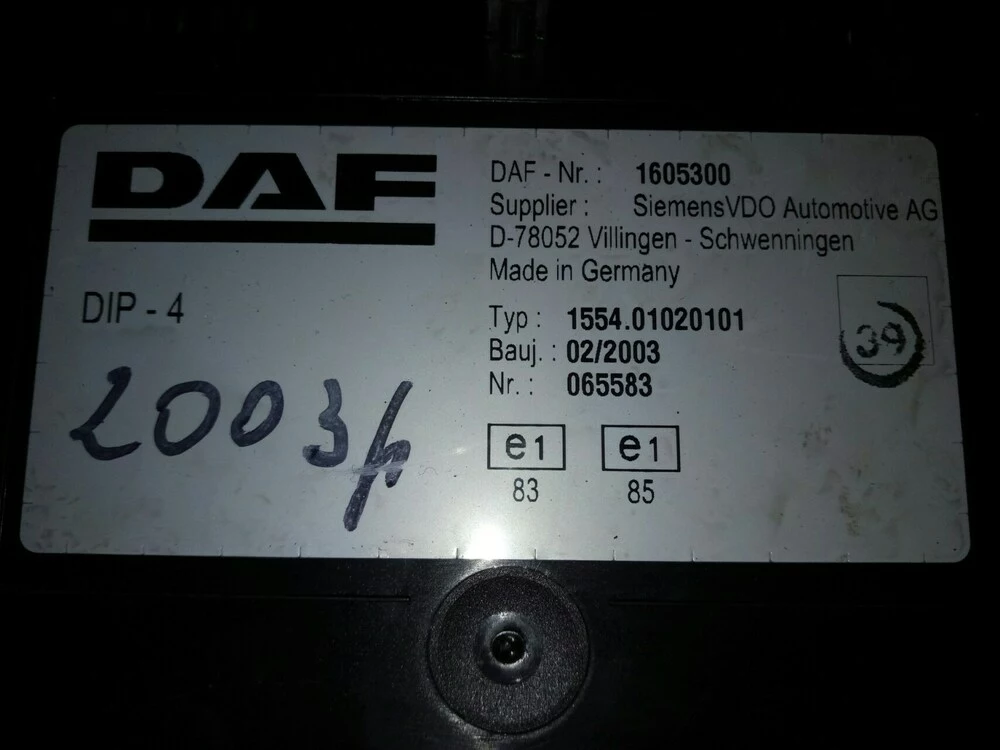 DAF
DIP - 4
2003
DAF - Nr. : 1605300
Supplier : SiemensVDO Automotive AG
D-78052 Villingen - Schwenningen
Made in Germany
Typ : 1554.01020101
Bauj. : 02/2003
Nr. : 065583
39
e1 e1
83 85